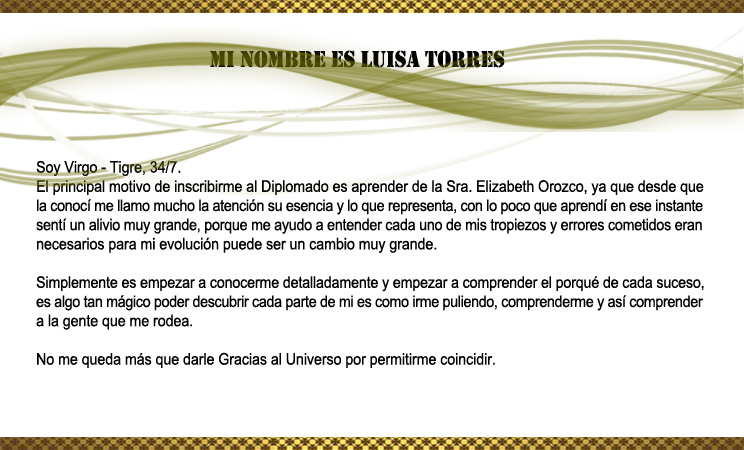 MI NOMBRE ES LUISA TORRES
Soy Virgo - Tigre, 34/7.
El principal motivo de inscribirme al Diplomado es aprender de la Sra. Elizabeth Orozco, ya que desde que
la conocí me llamo mucho la atención su esencia y lo que representa, con lo poco que aprendí en ese instante
sentí un alivio muy grande, porque me ayudo a entender cada uno de mis tropiezos y errores cometidos eran
necesarios para mi evolución puede ser un cambio muy grande.
Simplemente es empezar a conocerme detalladamente y empezar a comprender el porqué de cada suceso,
es algo tan mágico poder descubrir cada parte de mi es como irme puliendo, comprenderme y así comprender
a la gente que me rodea.
No me queda más que darle Gracias al Universo por permitirme coincidir.